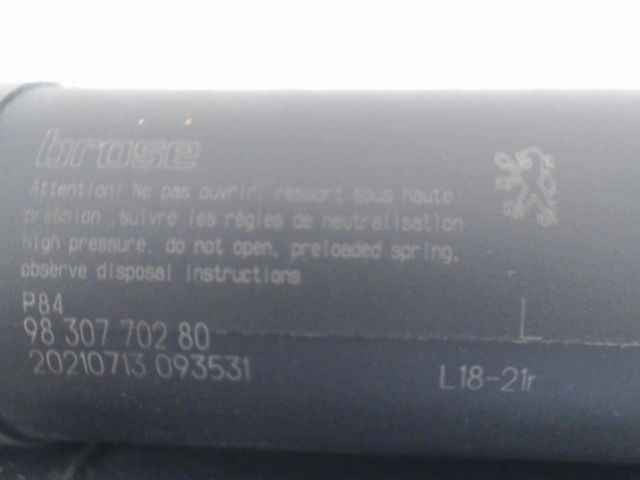 brose
Attention! Ne pas ouvrir, ressort sous haute
pression, suivre les règles de neutralisation
high pressure, do not open, preloaded spring,
observe disposal instructions
P84
98 307 702 80
20210713 093531
L
L18-21r